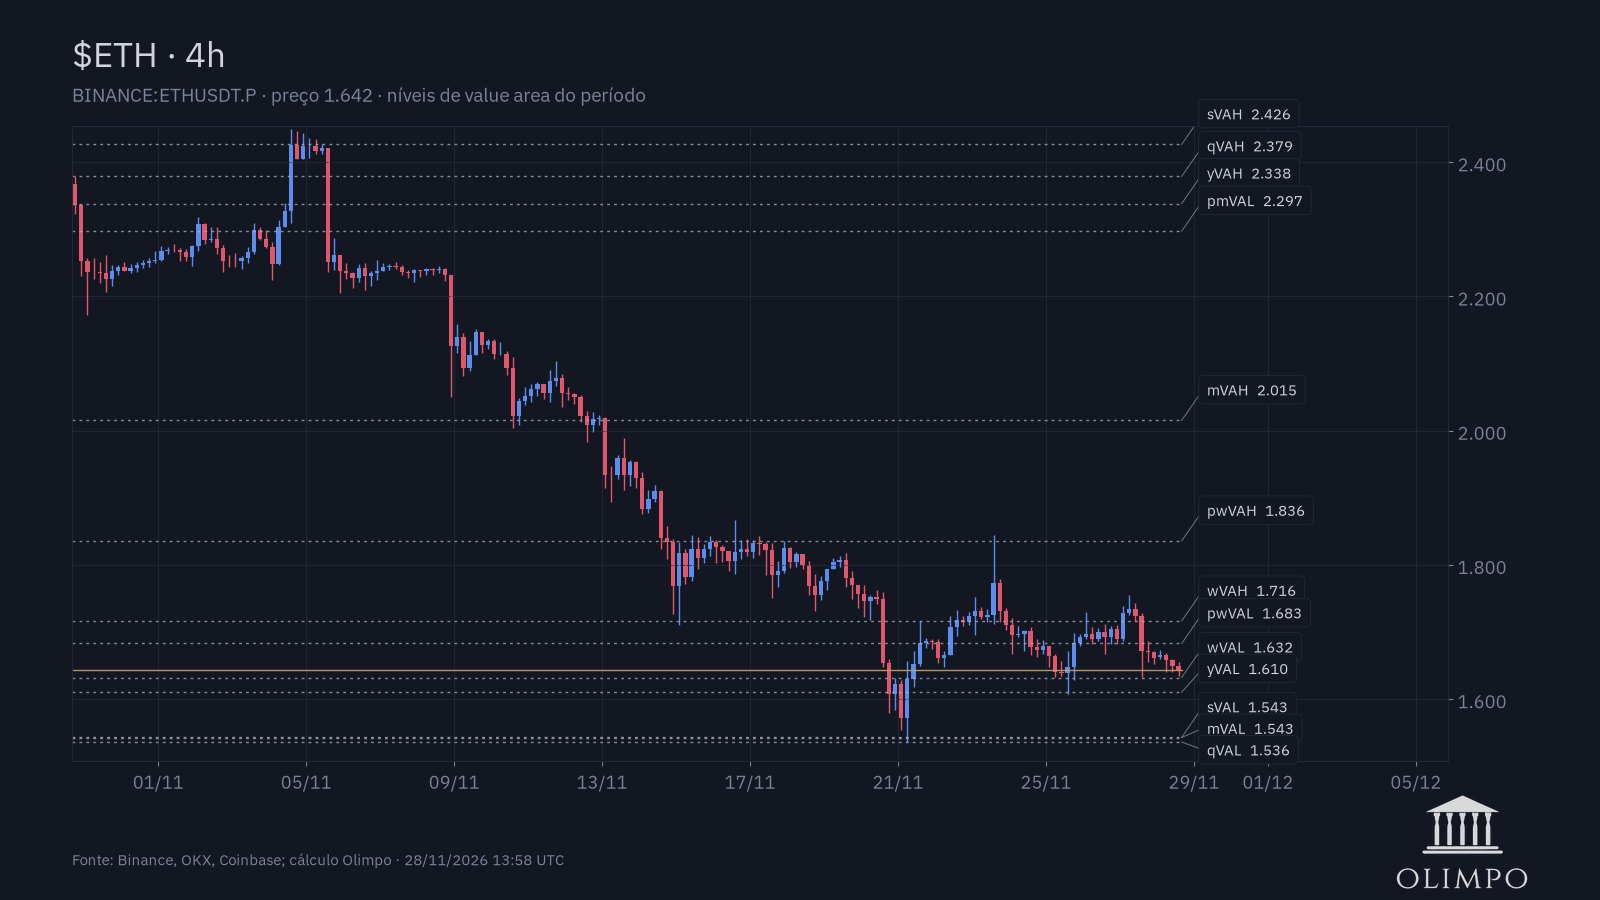 $ETH · 4h
BINANCE:ETHUSDT.P · preço 1.642 · níveis de value area do período
sVAH 2.426
qVAH 2.379
yVAH 2.338
pmVAL 2.297
mVAH 2.015
pwVAH 1.836
wVAH 1.716
pwVAL 1.683
wVAL 1.632
yVAL 1.610
sVAL 1.543
mVAL 1.543
qVAL 1.536
2.400
2.200
2.000
1.800
1.600
01/11 05/11 09/11 13/11 17/11 21/11 25/11 29/11 01/12 05/12
Fonte: Binance, OKX, Coinbase; cálculo Olimpo · 28/11/2026 13:58 UTC
OLIMPO